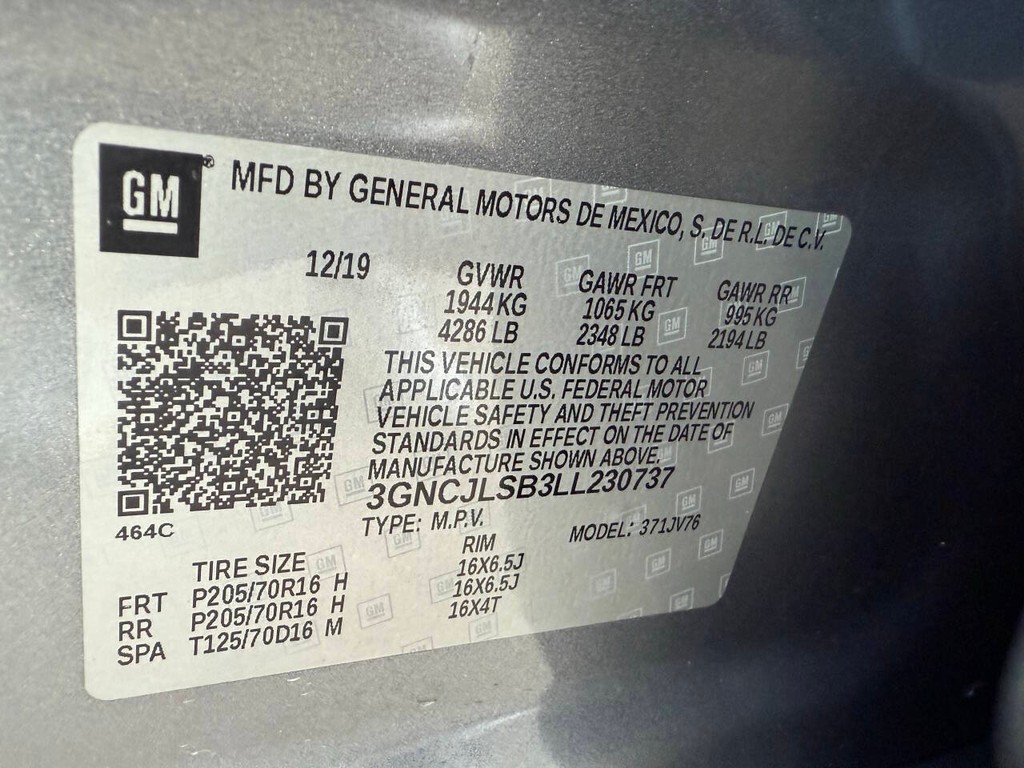 GM ® MFD BY GENERAL MOTORS DE MEXICO, S. DE R.L. DE C.V.
12/19 GVWR GAWR FRT GAWR RR
1944 KG 1065 KG 995 KG
4286 LB 2348 LB 2194 LB
THIS VEHICLE CONFORMS TO ALL
APPLICABLE U.S. FEDERAL MOTOR
VEHICLE SAFETY AND THEFT PREVENTION
STANDARDS IN EFFECT ON THE DATE OF
MANUFACTURE SHOWN ABOVE.
3GNCJLSB3LL230737
464C TYPE: M.P.V. MODEL: 371JV76
TIRE SIZE RIM
FRT P205/70R16 H 16X6.5J
RR P205/70R16 H 16X6.5J
SPA T125/70D16 M 16X4T